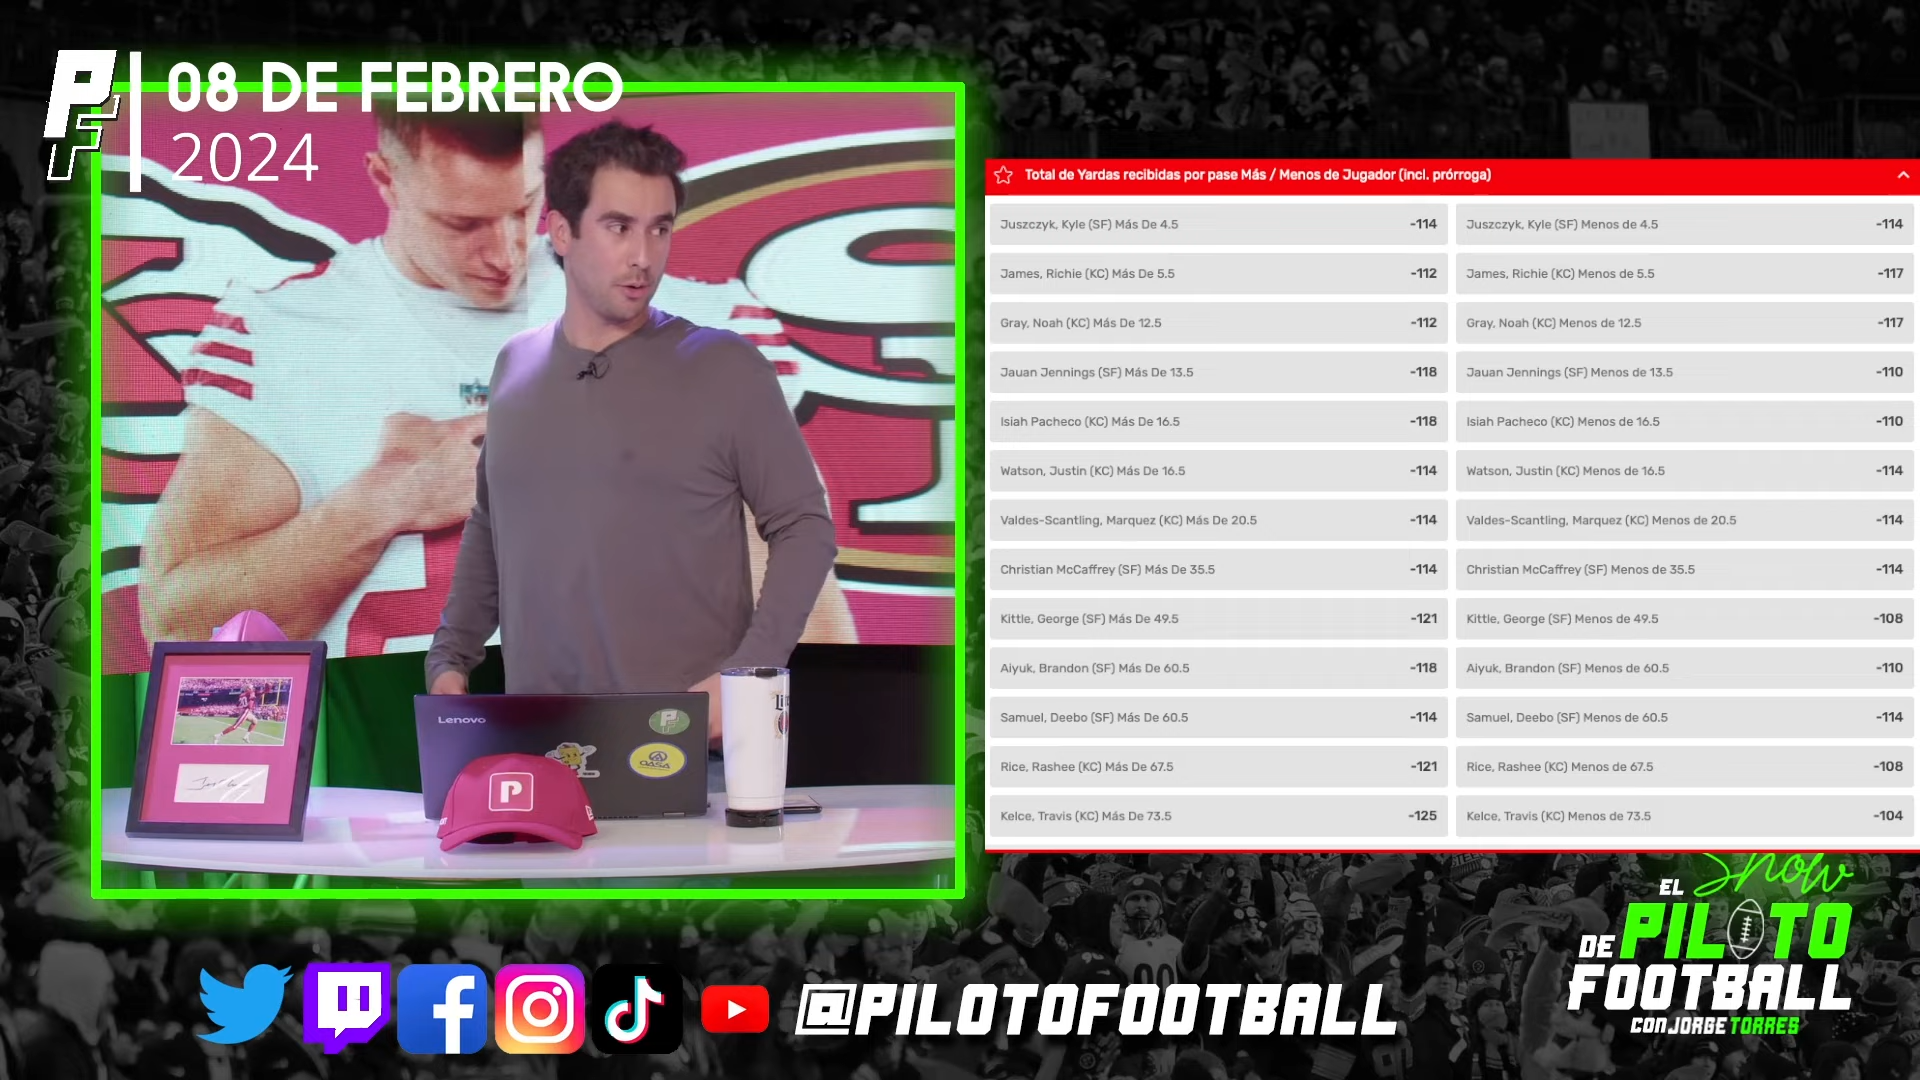 PF
08 DE FEBRERO
2024
Total de Yardas recibidas por pase Más / Menos de Jugador (incl. prórroga)
Juszczyk, Kyle (SF) Más De 4.5 -114 Juszczyk, Kyle (SF) Menos de 4.5 -114
James, Richie (KC) Más De 5.5 -112 James, Richie (KC) Menos de 5.5 -117
Gray, Noah (KC) Más De 12.5 -112 Gray, Noah (KC) Menos de 12.5 -117
Jauan Jennings (SF) Más De 13.5 -118 Jauan Jennings (SF) Menos de 13.5 -110
Isiah Pacheco (KC) Más De 16.5 -118 Isiah Pacheco (KC) Menos de 16.5 -110
Watson, Justin (KC) Más De 16.5 -114 Watson, Justin (KC) Menos de 16.5 -114
Valdes-Scantling, Marquez (KC) Más De 20.5 -114 Valdes-Scantling, Marquez (KC) Menos de 20.5 -114
Christian McCaffrey (SF) Más De 35.5 -114 Christian McCaffrey (SF) Menos de 35.5 -114
Kittle, George (SF) Más De 49.5 -121 Kittle, George (SF) Menos de 49.5 -108
Aiyuk, Brandon (SF) Más De 60.5 -118 Aiyuk, Brandon (SF) Menos de 60.5 -110
Samuel, Deebo (SF) Más De 60.5 -114 Samuel, Deebo (SF) Menos de 60.5 -114
Rice, Rashee (KC) Más De 67.5 -121 Rice, Rashee (KC) Menos de 67.5 -108
Kelce, Travis (KC) Más De 73.5 -125 Kelce, Travis (KC) Menos de 73.5 -104
Lenovo
P
EL Show
DE PILOTO
FOOTBALL
CON JORGE TORRES
@PILOTOFOOTBALL